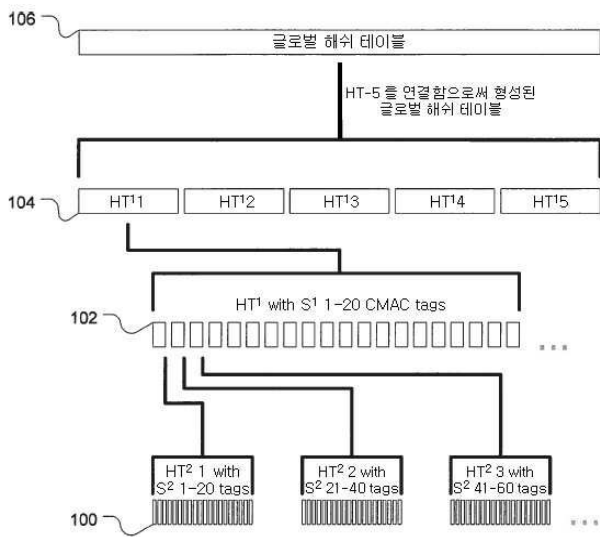 106
글로벌 해쉬 테이블
HT-5 를 연결함으로써 형성된
글로벌 해쉬 테이블
104
HT¹1 HT¹2 HT¹3 HT¹4 HT¹5
HT¹ with S¹ 1-20 CMAC tags
102
HT² 1 with
S² 1-20 tags
HT² 2 with
S² 21-40 tags
HT² 3 with
S² 41-60 tags
100